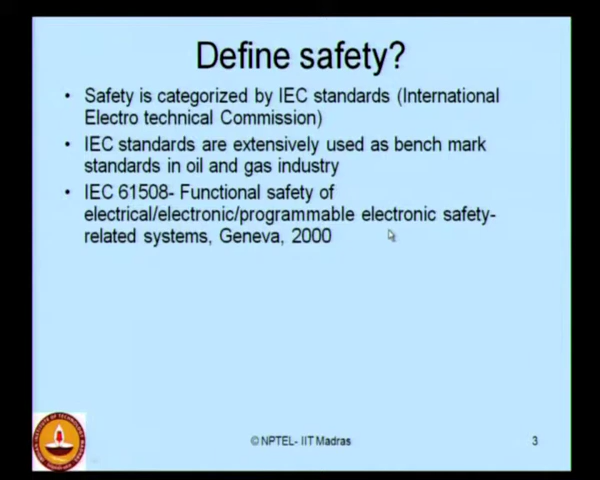 Define safety?
• Safety is categorized by IEC standards (International
Electro technical Commission)
• IEC standards are extensively used as bench mark
standards in oil and gas industry
• IEC 61508- Functional safety of
electrical/electronic/programmable electronic safety-
related systems, Geneva, 2000
© NPTEL- IIT Madras
3